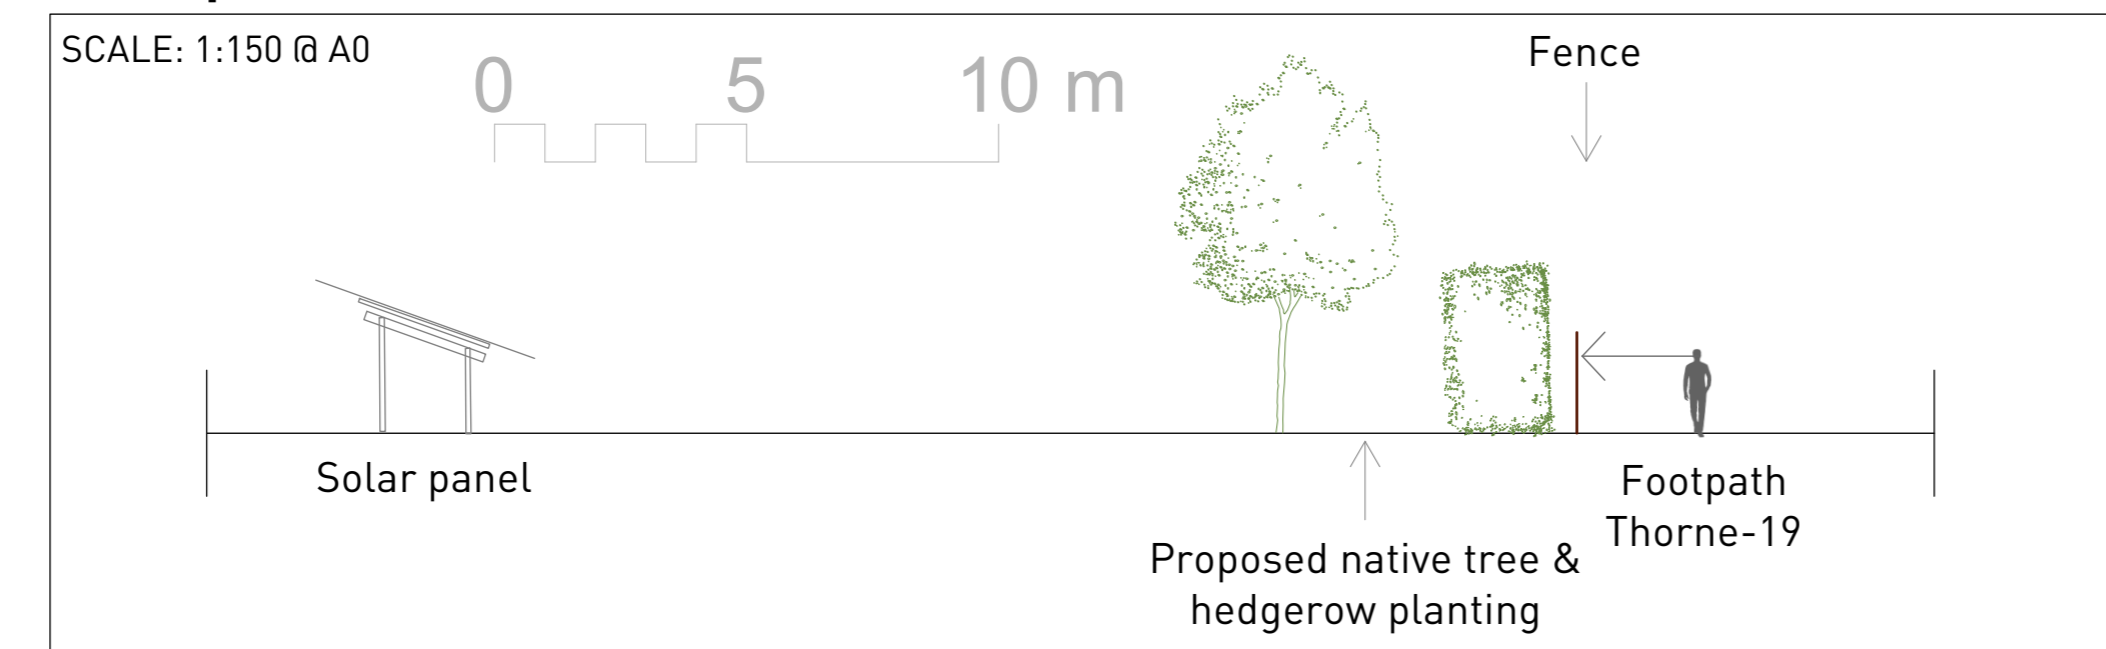 SCALE: 1:150 @ A0
0 5 10 m
Fence
Solar panel
Footpath
Thorne-19
Proposed native tree &
hedgerow planting